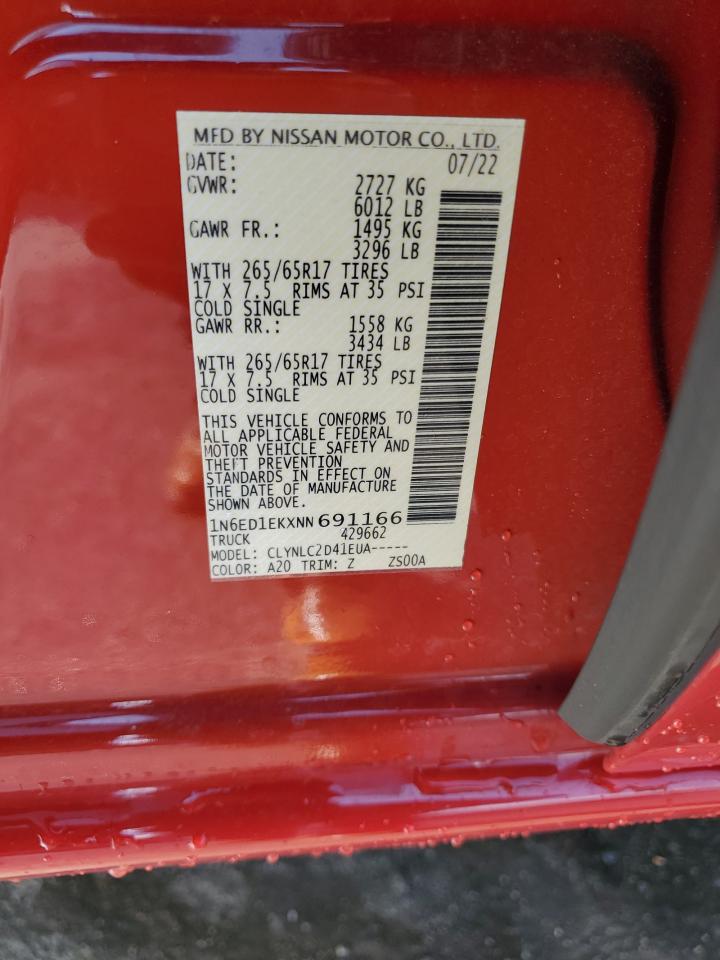 MFD BY NISSAN MOTOR CO., LTD.
DATE: 07/22
GVWR: 2727 KG
6012 LB
GAWR FR.: 1495 KG
3296 LB
WITH 265/65R17 TIRES
17 X 7.5 RIMS AT 35 PSI
COLD SINGLE
GAWR RR.: 1558 KG
3434 LB
WITH 265/65R17 TIRES
17 X 7.5 RIMS AT 35 PSI
COLD SINGLE
THIS VEHICLE CONFORMS TO
ALL APPLICABLE FEDERAL
MOTOR VEHICLE SAFETY AND
THEFT PREVENTION
STANDARDS IN EFFECT ON
THE DATE OF MANUFACTURE
SHOWN ABOVE.
1N6ED1EKXNN691166
TRUCK 429662
MODEL: CLYNLC2D41EUA-----
COLOR: A20 TRIM: Z ZS00A